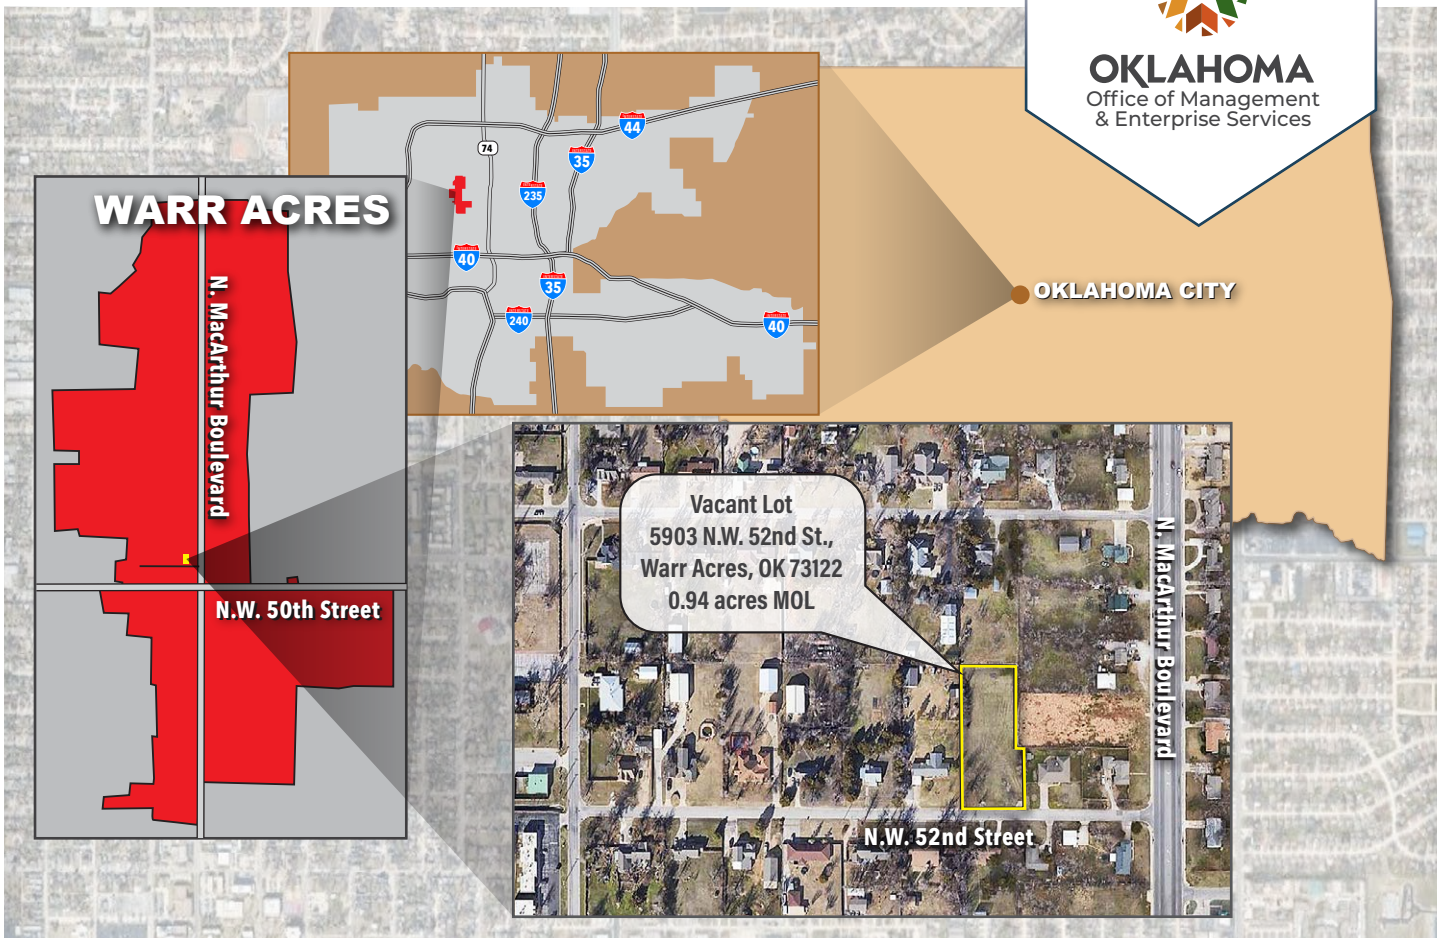 OKLAHOMA
Office of Management
& Enterprise Services
44
74
35
235
40
35
240
40
WARR ACRES
N. MacArthur Boulevard
N.W. 50th Street
OKLAHOMA CITY
Vacant Lot
5903 N.W. 52nd St.,
Warr Acres, OK 73122
0.94 acres MOL
N. MacArthur Boulevard
N.W. 52nd Street